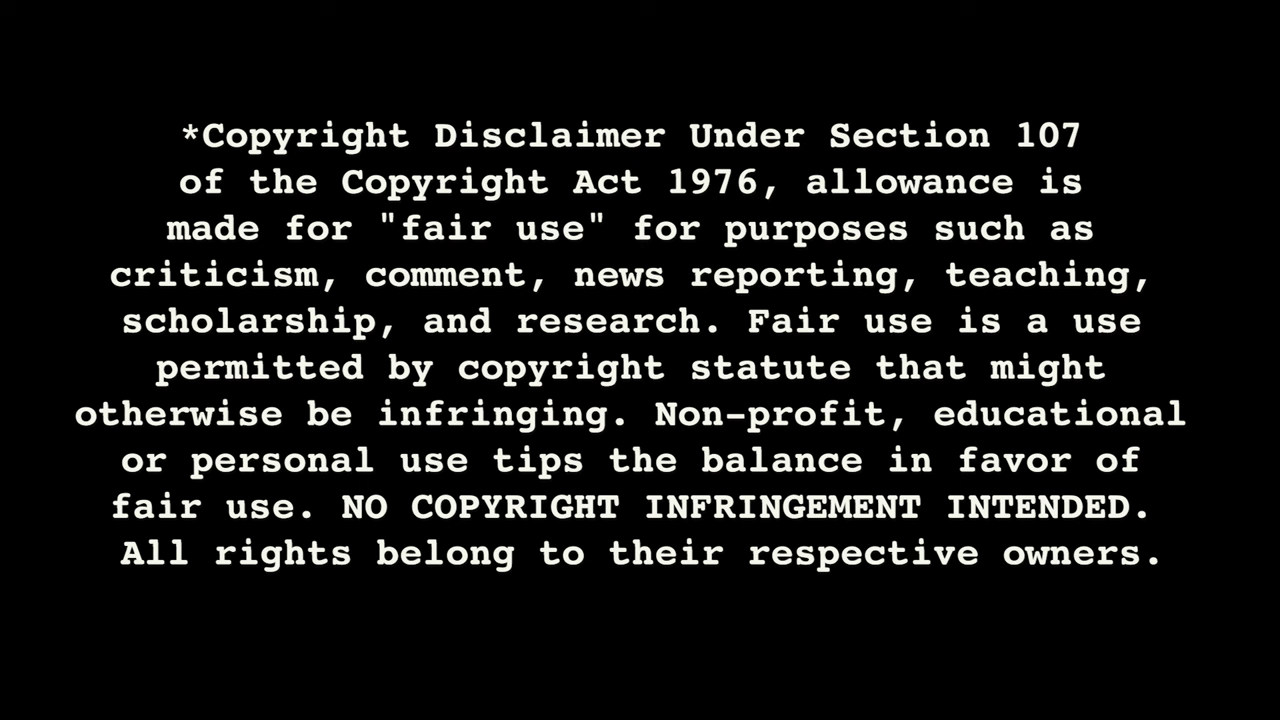 *Copyright Disclaimer Under Section 107
of the Copyright Act 1976, allowance is
made for "fair use" for purposes such as
criticism, comment, news reporting, teaching,
scholarship, and research. Fair use is a use
permitted by copyright statute that might
otherwise be infringing. Non-profit, educational
or personal use tips the balance in favor of
fair use. NO COPYRIGHT INFRINGEMENT INTENDED.
All rights belong to their respective owners.